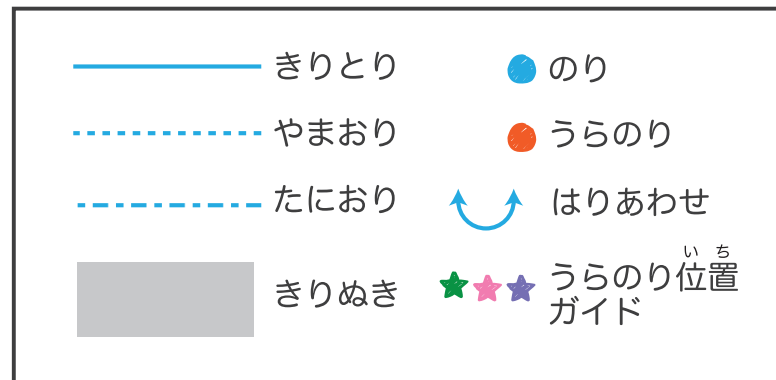 きりとり
やまおり
たにおり
きりぬき
のり
うらのり
はりあわせ
いち
うらのり位置
ガイド